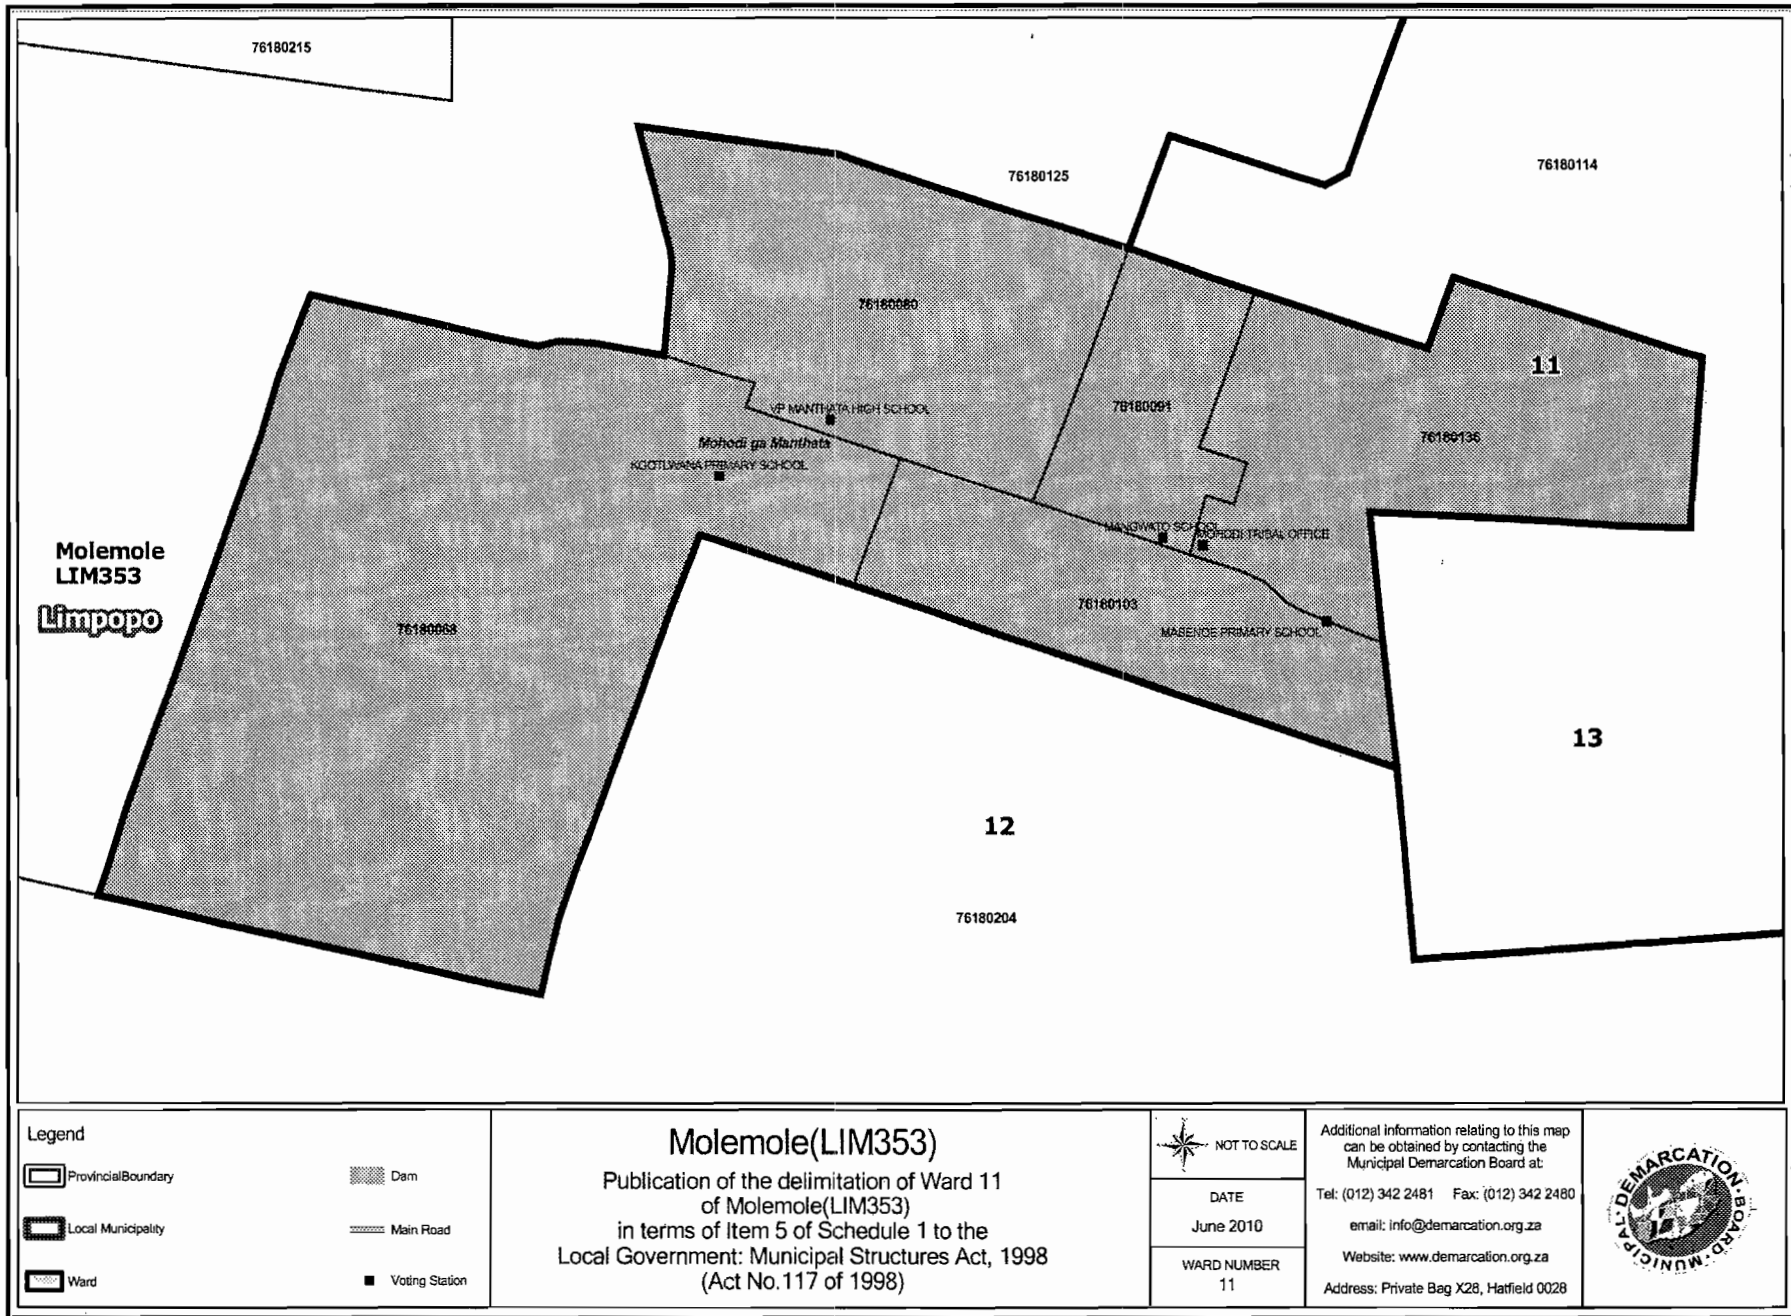 76180215
76180125
76180114
76180080
11
76180091
76180136
VP MANTHATA HIGH SCHOOL
Mohodi ga Manthata
KGOTLWANA PRIMARY SCHOOL
MANGWATO SCHOOL
MOHODI TRIBAL OFFICE
Molemole
LIM353
Limpopo
76180068
76180103
MASENOE PRIMARY SCHOOL
13
12
76180204
Legend
ProvincialBoundary
Dam
Local Municipality
Main Road
Ward
Voting Station
Molemole(LIM353)
Publication of the delimitation of Ward 11
of Molemole(LIM353)
in terms of Item 5 of Schedule 1 to the
Local Government: Municipal Structures Act, 1998
(Act No.117 of 1998)
NOT TO SCALE
DATE
June 2010
WARD NUMBER
11
Additional information relating to this map
can be obtained by contacting the
Municipal Demarcation Board at:
Tel: (012) 342 2481 Fax: (012) 342 2480
email: info@demarcation.org.za
Website: www.demarcation.org.za
Address: Private Bag X28, Hatfield 0028
MUNICIPAL DEMARCATION BOARD